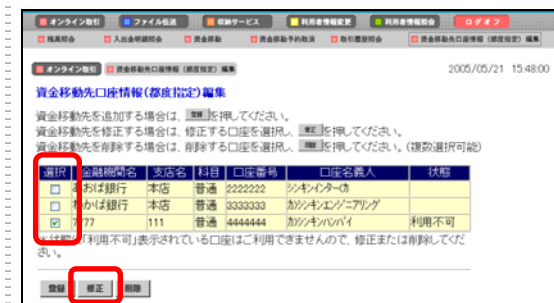 オンライン取引 ファイル伝送 収納サービス 利用者情報変更 利用者情報照会 ログオフ
残高照会 入出金明細照会 資金移動 資金移動予約取消 取引履歴照会 資金移動先口座情報（都度指定）編集
オンライン取引 資金移動先口座情報（都度指定）編集 2005/05/21 15:48:00
資金移動先口座情報（都度指定）編集
資金移動先を追加する場合は、登録を押してください。
資金移動先を修正する場合は、修正する口座を選択し、修正を押してください。
資金移動先を削除する場合は、削除する口座を選択し、削除を押してください。（複数選択可能）
選択 金融機関名 支店名 科目 口座番号 口座名義人 状態
あおば銀行 本店 普通 2222222 シンキンインターカ
わかば銀行 本店 普通 3333333 カ)シンキンエンジニアリング
7777 111 普通 4444444 カ)シンキンハンバイ 利用不可
＊状態に「利用不可」表示されている口座はご利用できませんので、修正または削除してくだ
さい。
登録 修正 削除